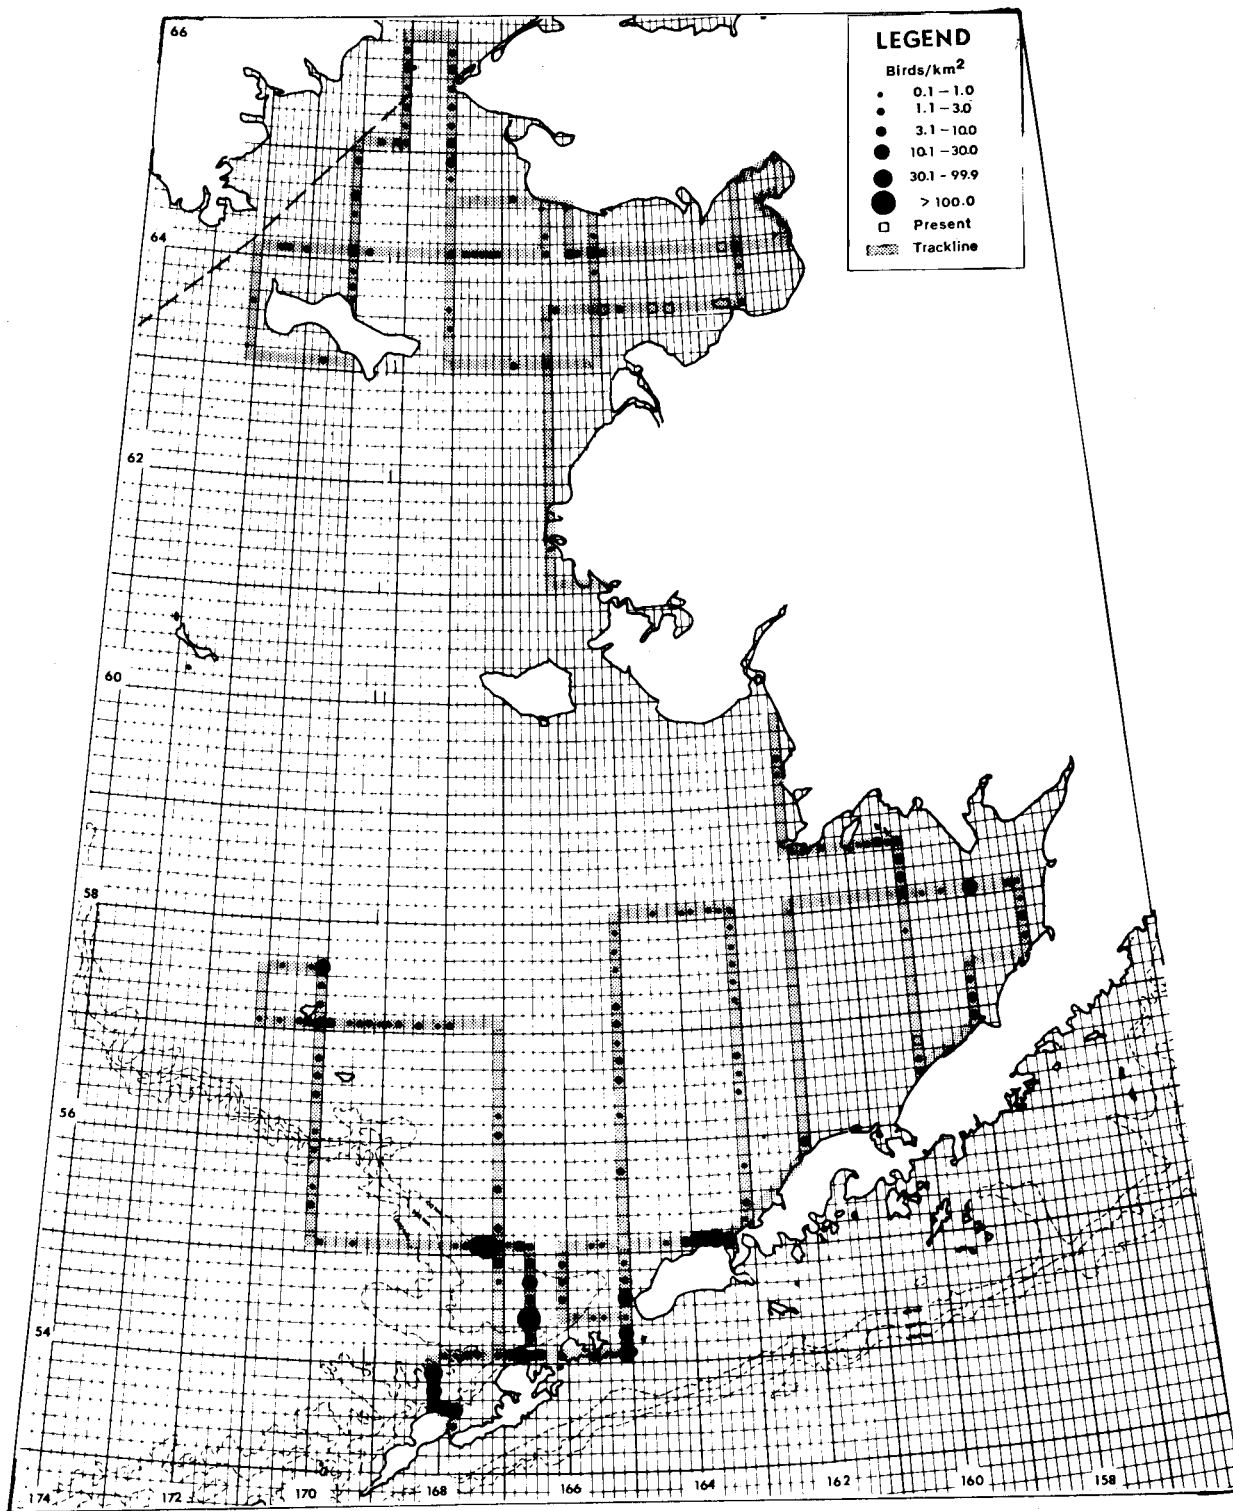 66
LEGEND
Birds/km²
0.1 – 1.0
1.1 – 3.0
3.1 – 10.0
10.1 – 30.0
30.1 – 99.9
> 100.0
Present
Trackline
64
62
60
58
56
54
174 172 170 168 166 164 162 160 158